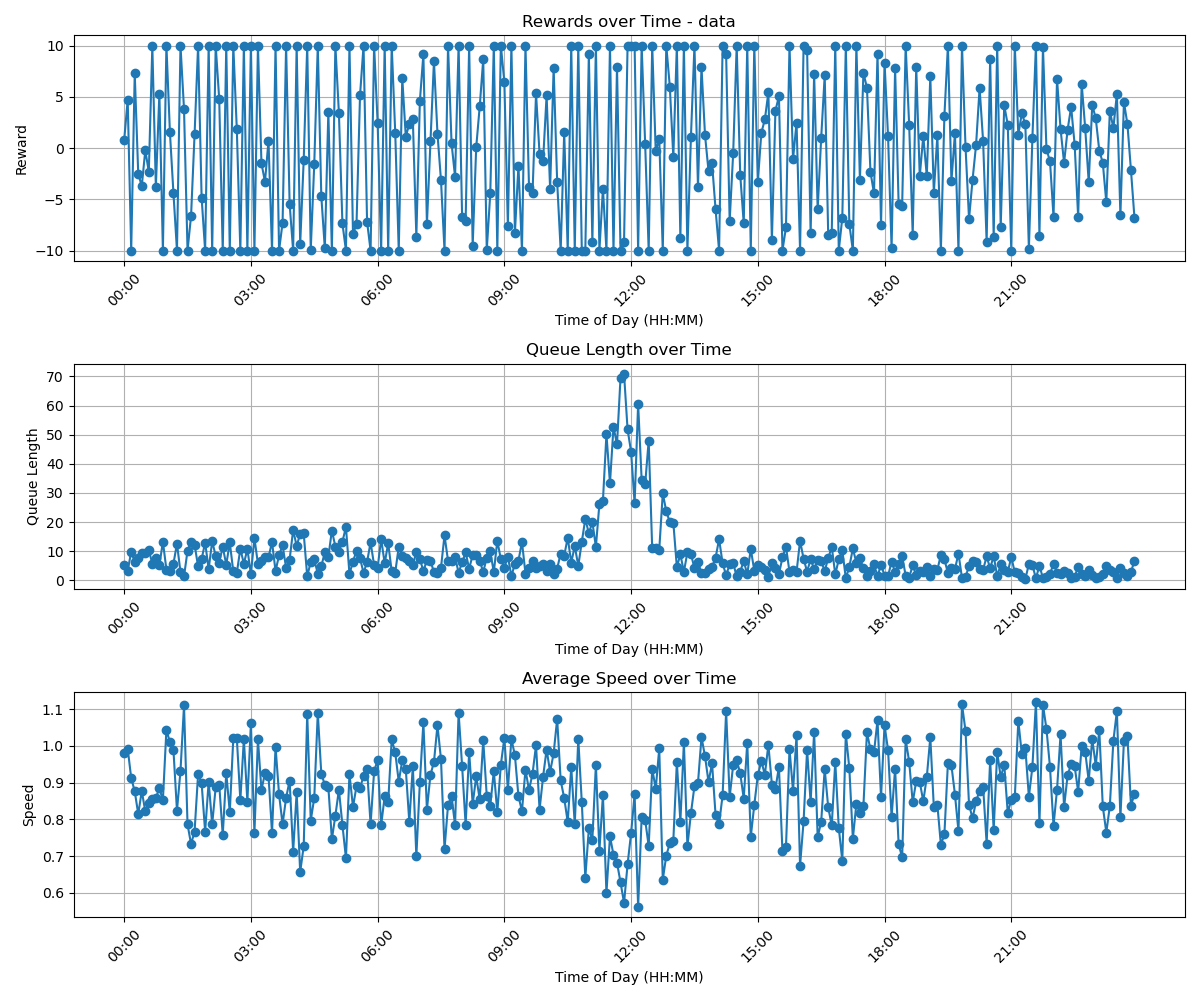 Rewards over Time - data
Reward
10
5
0
−5
−10
00:00 03:00 06:00 09:00 12:00 15:00 18:00 21:00
Time of Day (HH:MM)
Queue Length over Time
Queue Length
70
60
50
40
30
20
10
0
00:00 03:00 06:00 09:00 12:00 15:00 18:00 21:00
Time of Day (HH:MM)
Average Speed over Time
Speed
1.1
1.0
0.9
0.8
0.7
0.6
00:00 03:00 06:00 09:00 12:00 15:00 18:00 21:00
Time of Day (HH:MM)